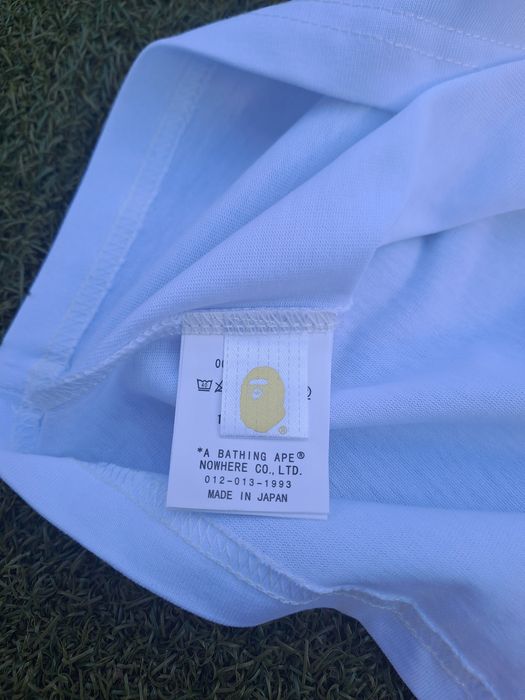 *A BATHING APE®
NOWHERE CO.,LTD.
012-013-1993
MADE IN JAPAN
®